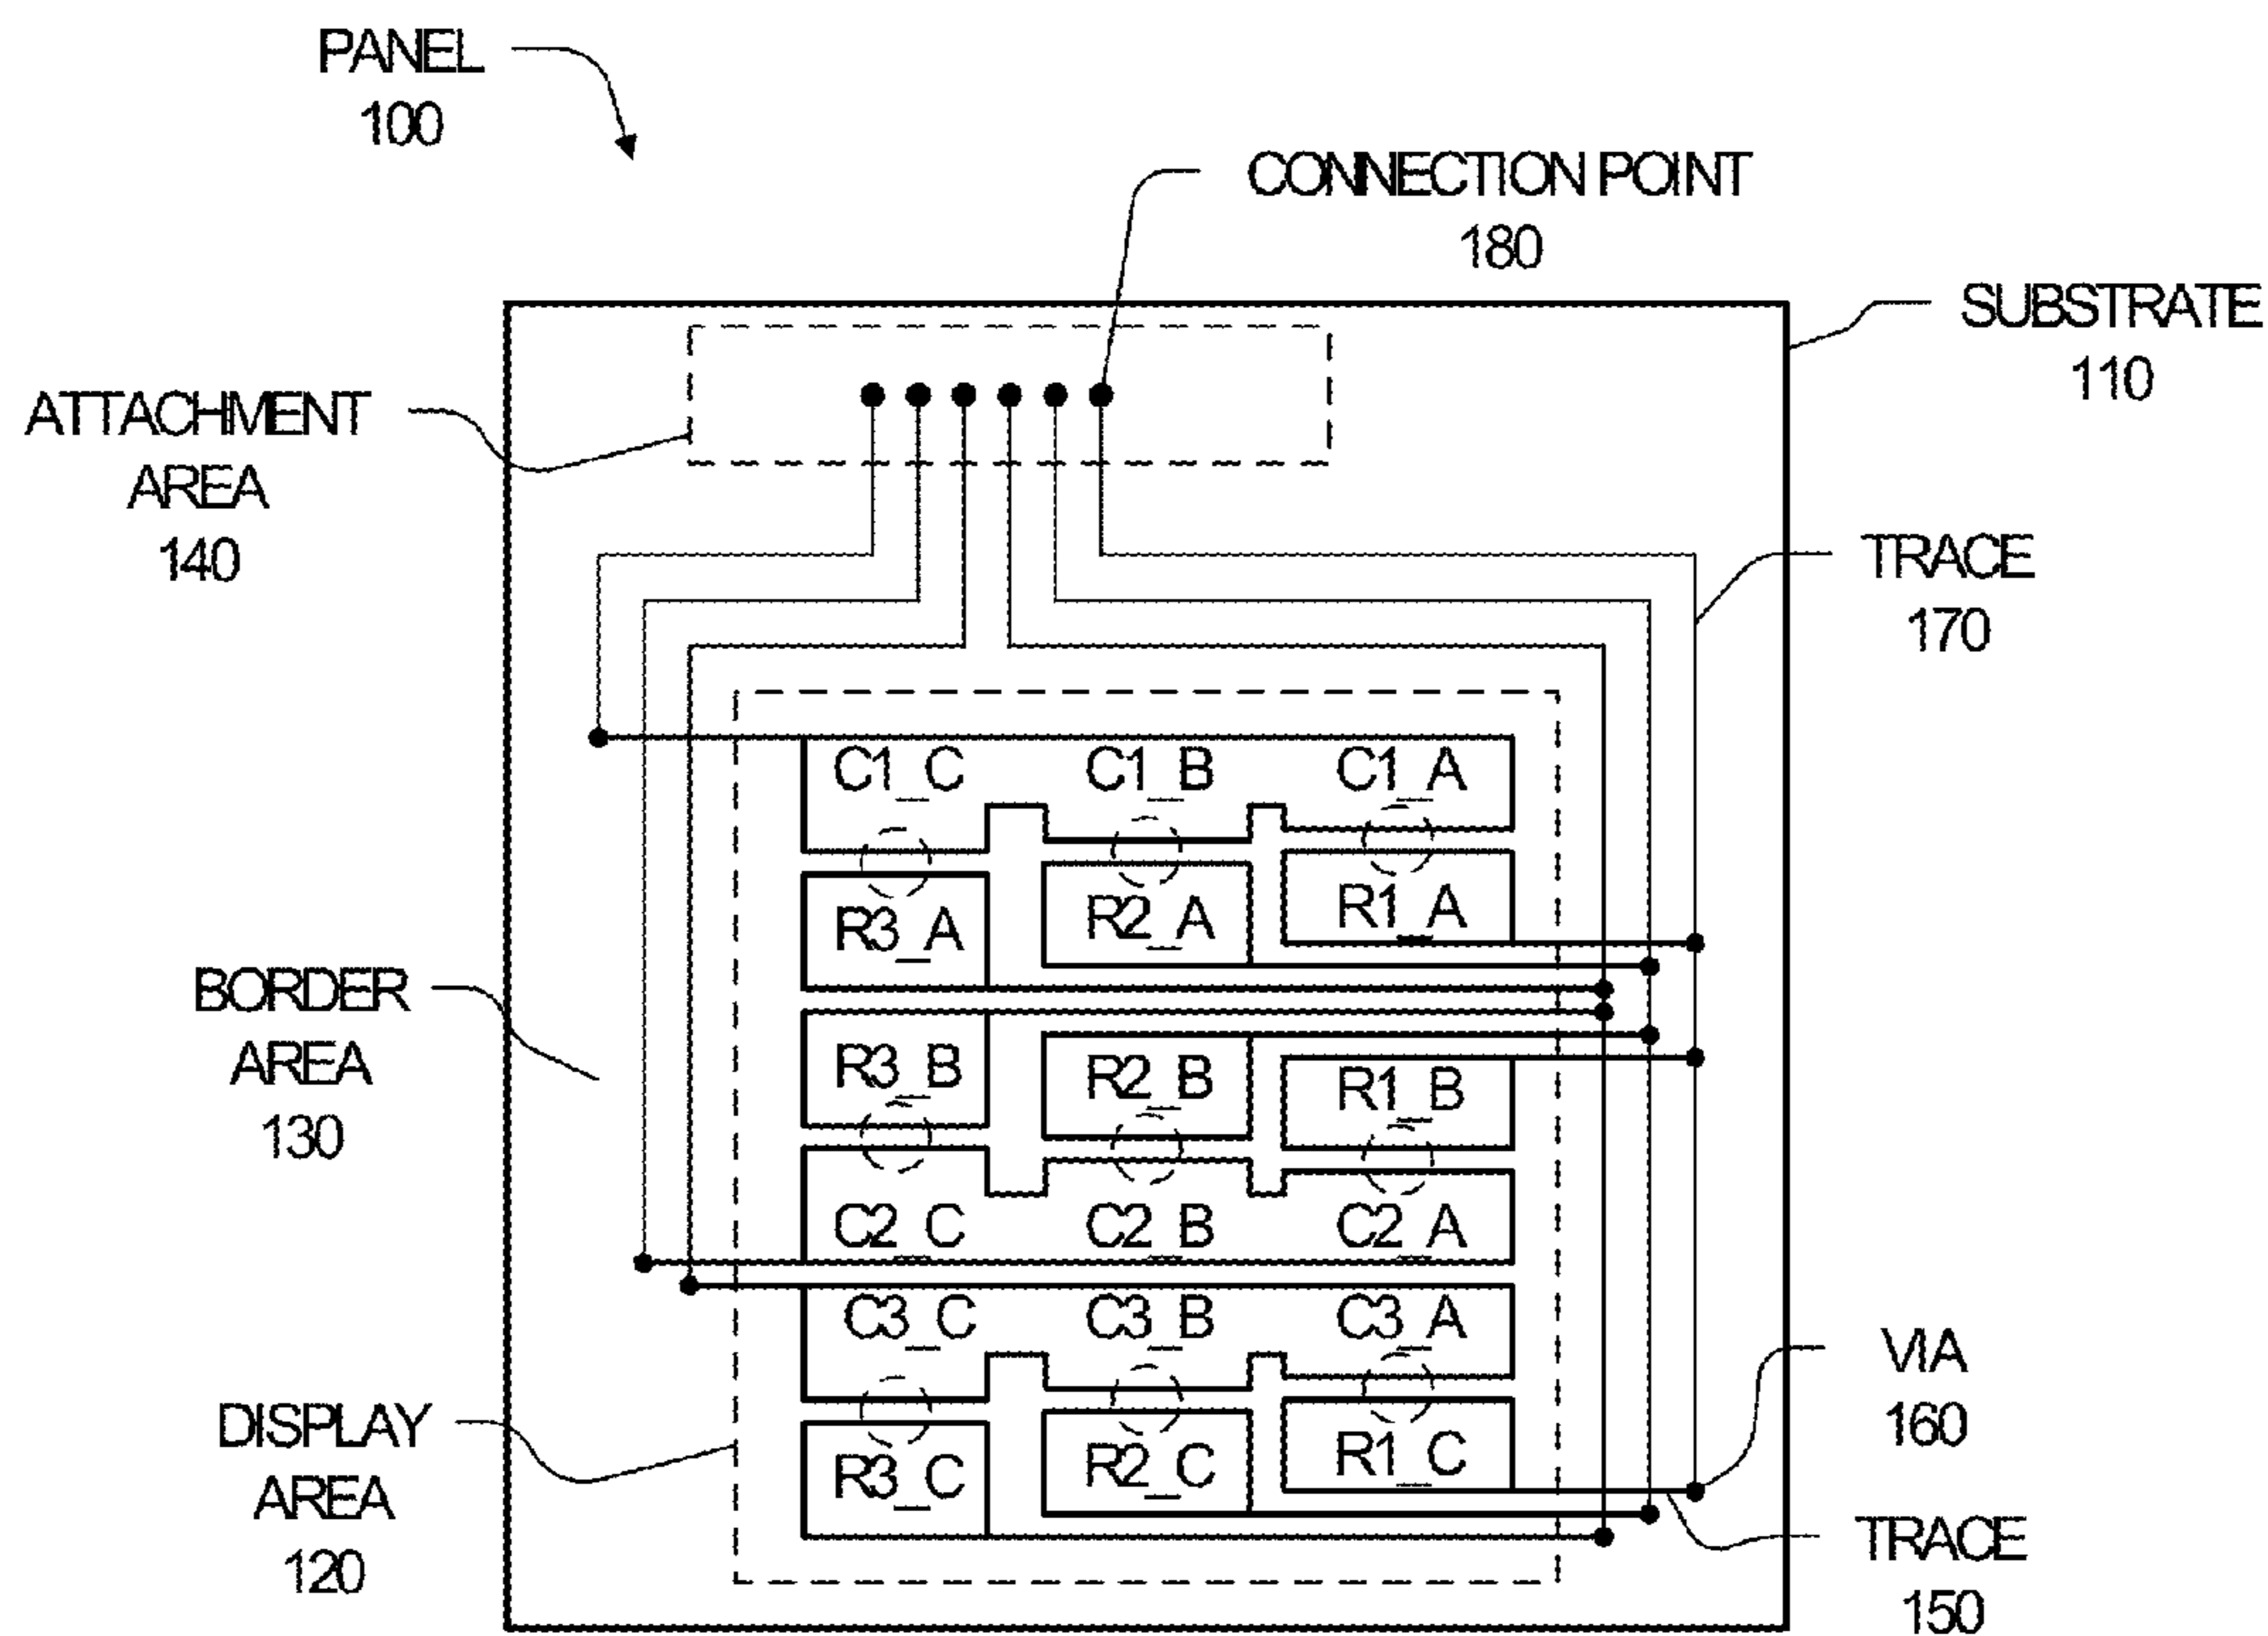 PANEL
100
CONNECTION POINT
180
SUBSTRATE
110
ATTACHMENT
AREA
140
TRACE
170
C1_C C1_B C1_A
R3_A R2_A R1_A
BORDER
AREA
130
R3_B R2_B R1_B
C2_C C2_B C2_A
C3_C C3_B C3_A
VIA
160
DISPLAY
AREA
120
R3_C R2_C R1_C
TRACE
150